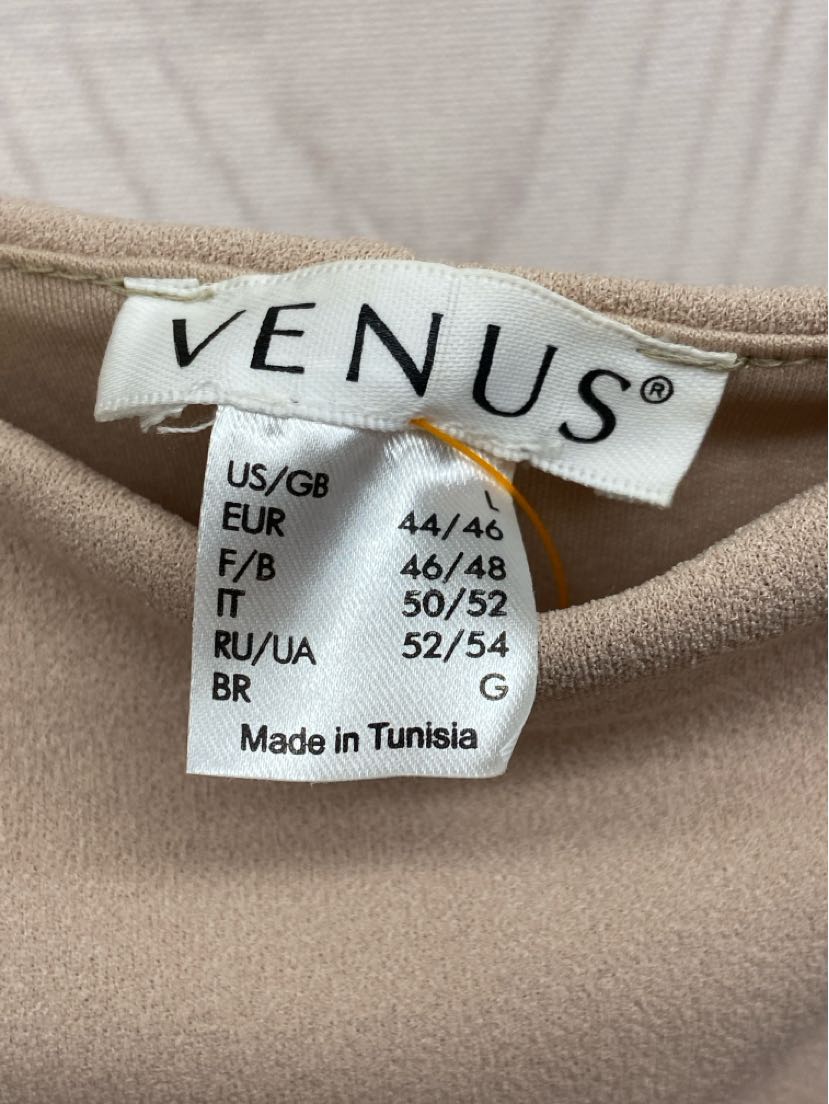 VENUS®
US/GB L
EUR 44/46
F/B 46/48
IT 50/52
RU/UA 52/54
BR G
Made in Tunisia